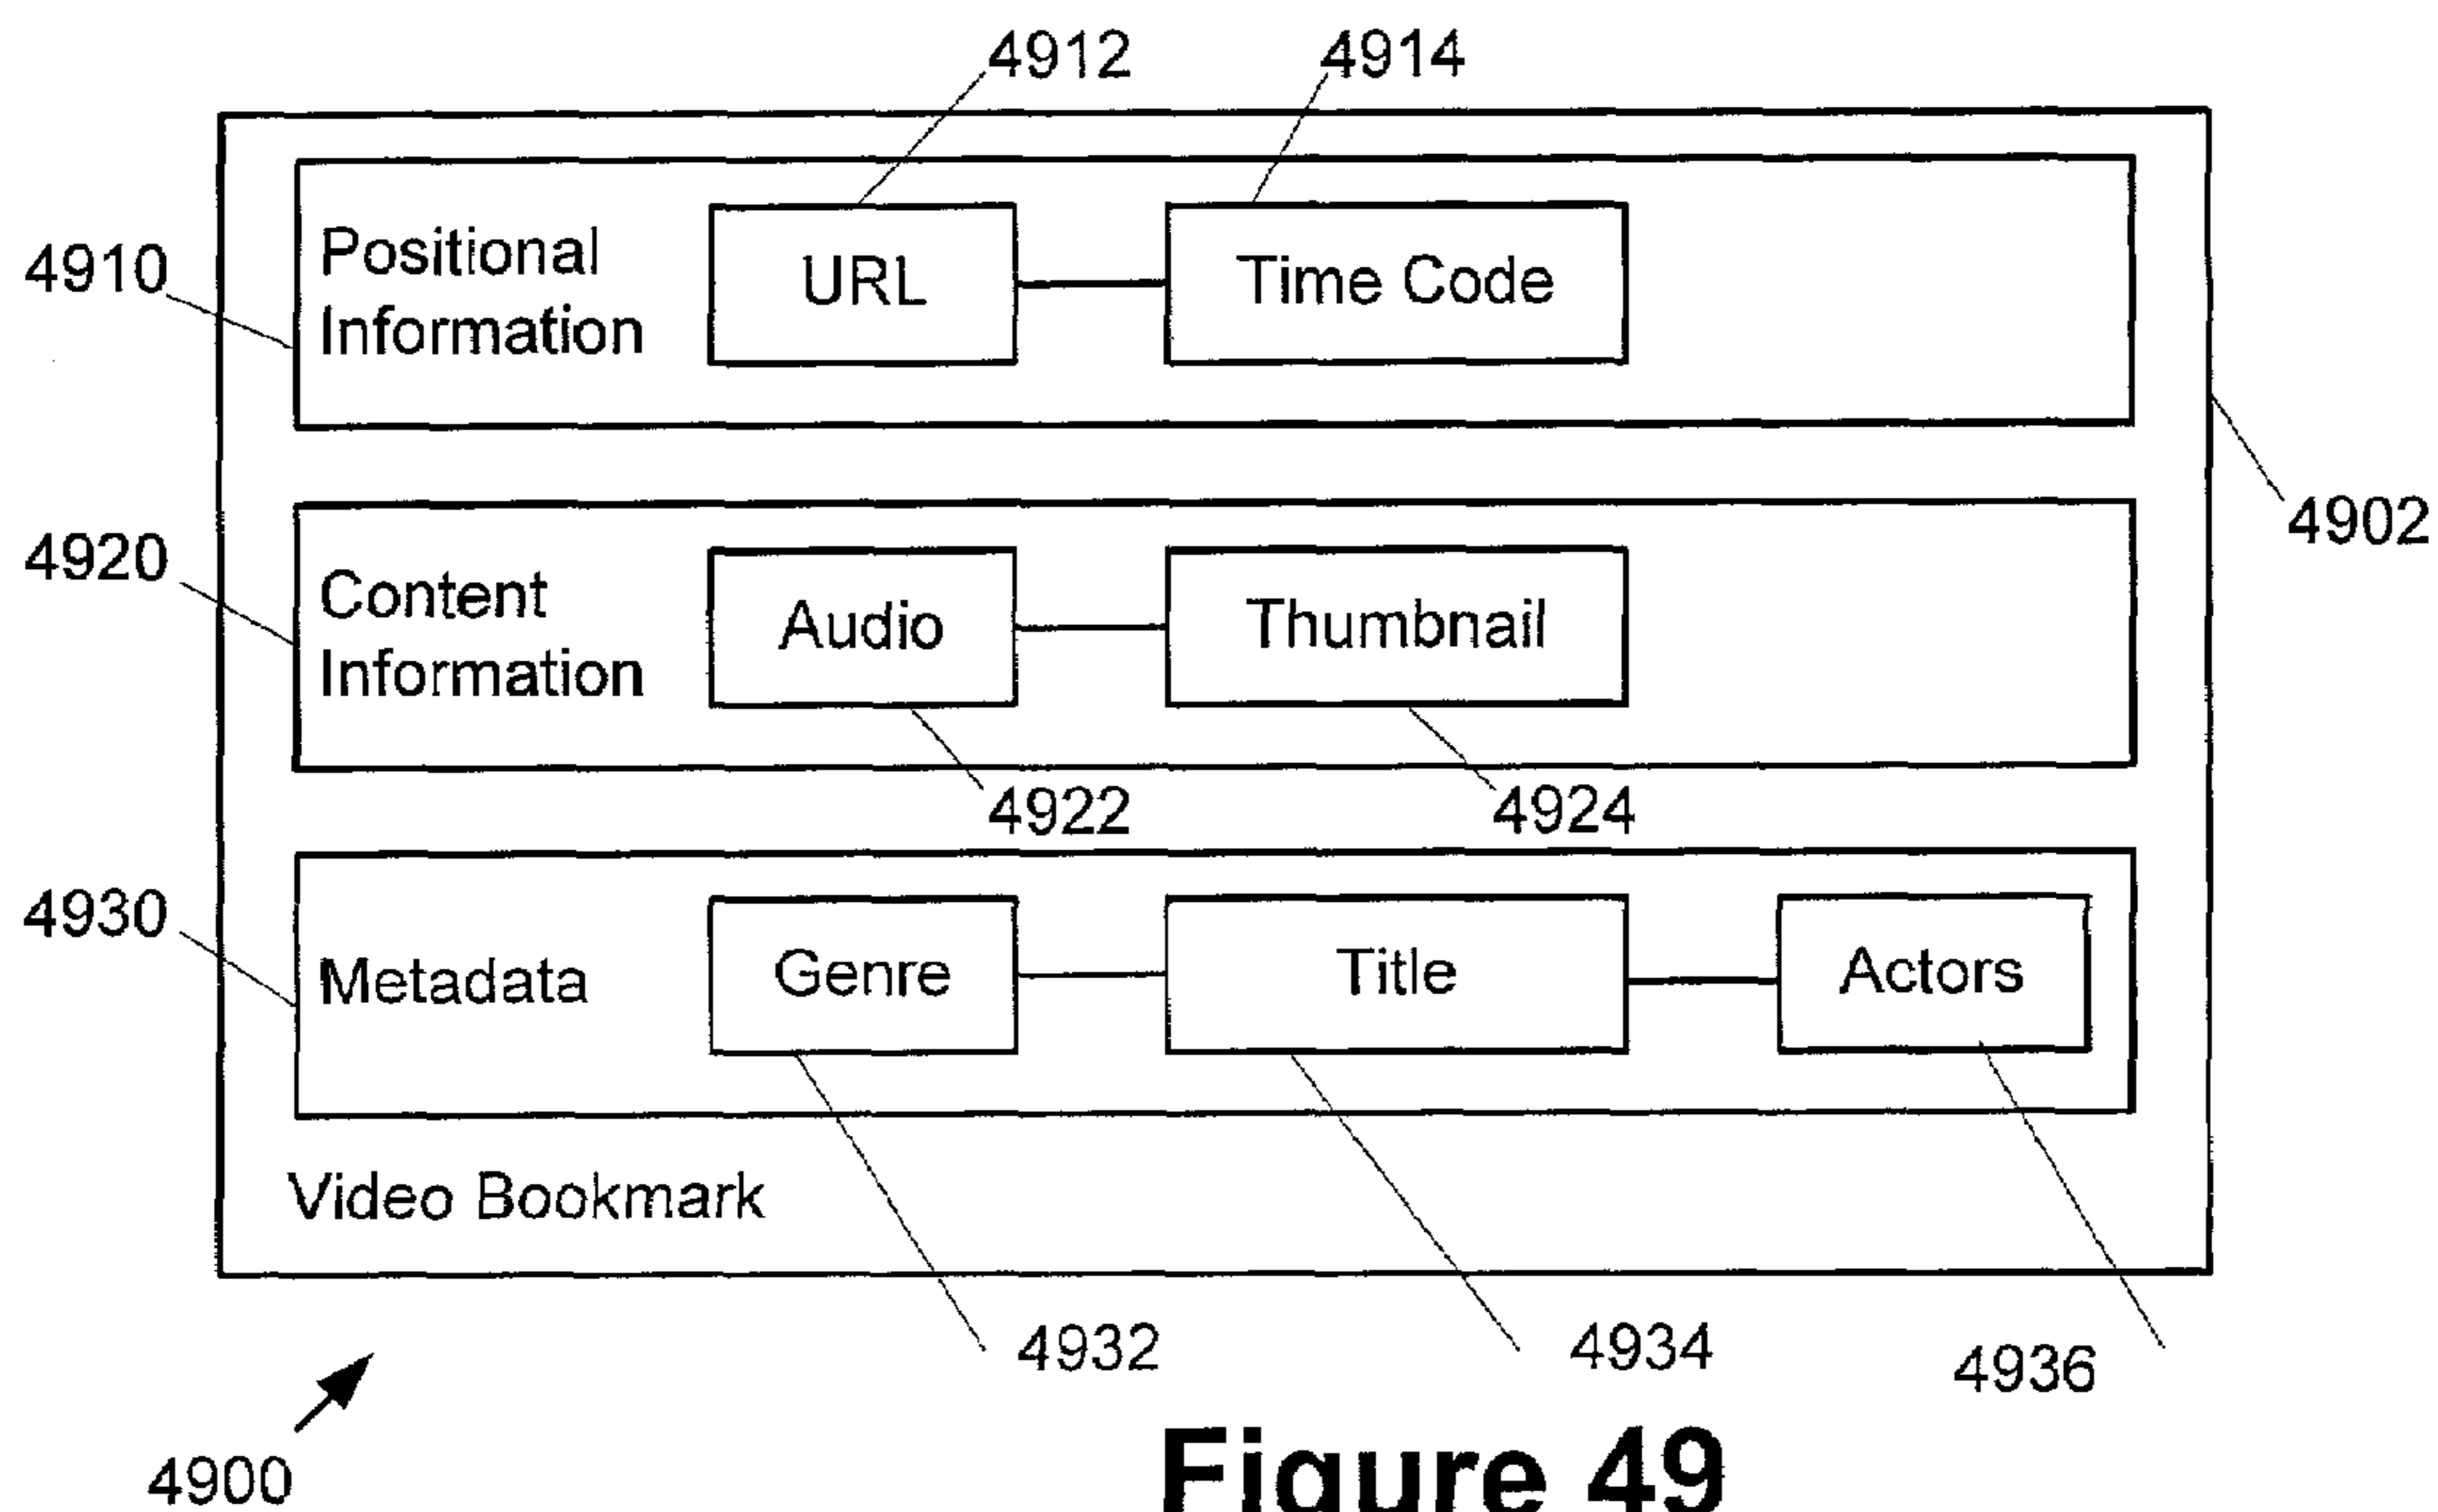 4912
4914
4910
Positional
Information
URL
Time Code
4902
4920
Content
Information
Audio
Thumbnail
4922
4924
4930
Metadata
Genre
Title
Actors
Video Bookmark
4932
4934
4936
4900
Figure 49